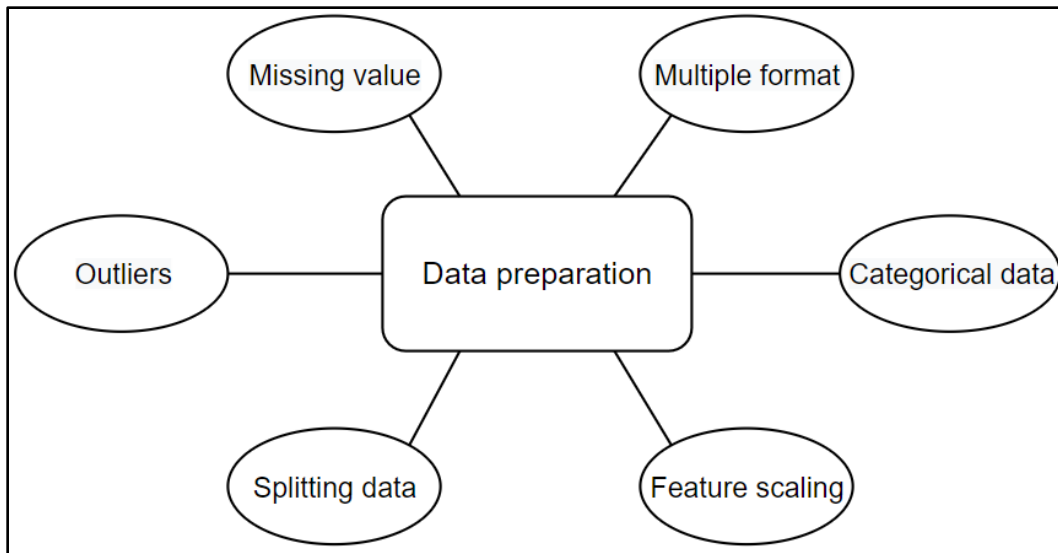 Missing value
Multiple format
Outliers
Data preparation
Categorical data
Splitting data
Feature scaling